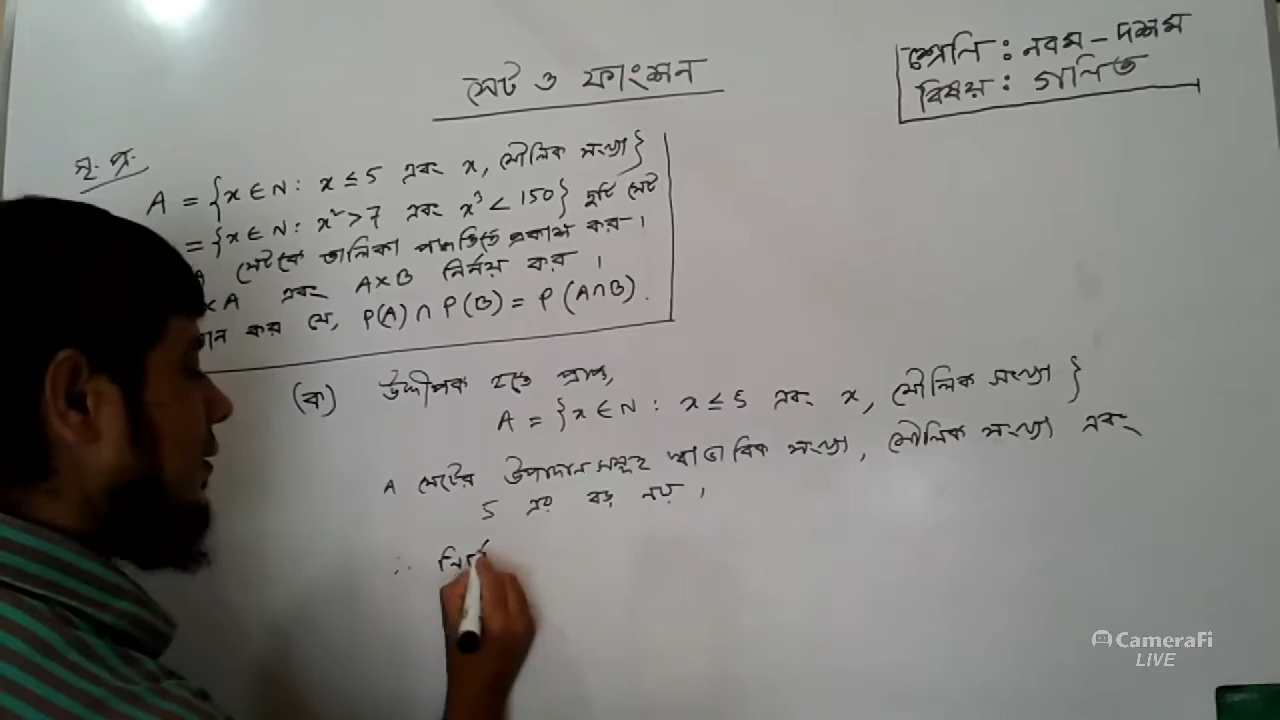 সেট ও ফাংশন
শ্রেণি : নবম - দশম
বিষয় : গণিত
সৃ. প্র.
A = {x ∈ N : x ≤ 5 এবং x, মৌলিক সংখ্যা}
= {x ∈ N : x² > 7 এবং x³ < 150} দুটি সেট
সেটকে তালিকা পদ্ধতিতে প্রকাশ কর।
A এবং A×B নির্ণয় কর।
কর যে, P(A) ∩ P(B) = P(A∩B).
(ক) উদ্দীপক হতে প্রাপ্ত,
A = {x ∈ N : x ≤ 5 এবং x, মৌলিক সংখ্যা}
A সেটের উপাদানসমূহ স্বাভাবিক সংখ্যা, মৌলিক সংখ্যা এবং
5 এর বড় নয়।
∴ নির্
CameraFi
LIVE